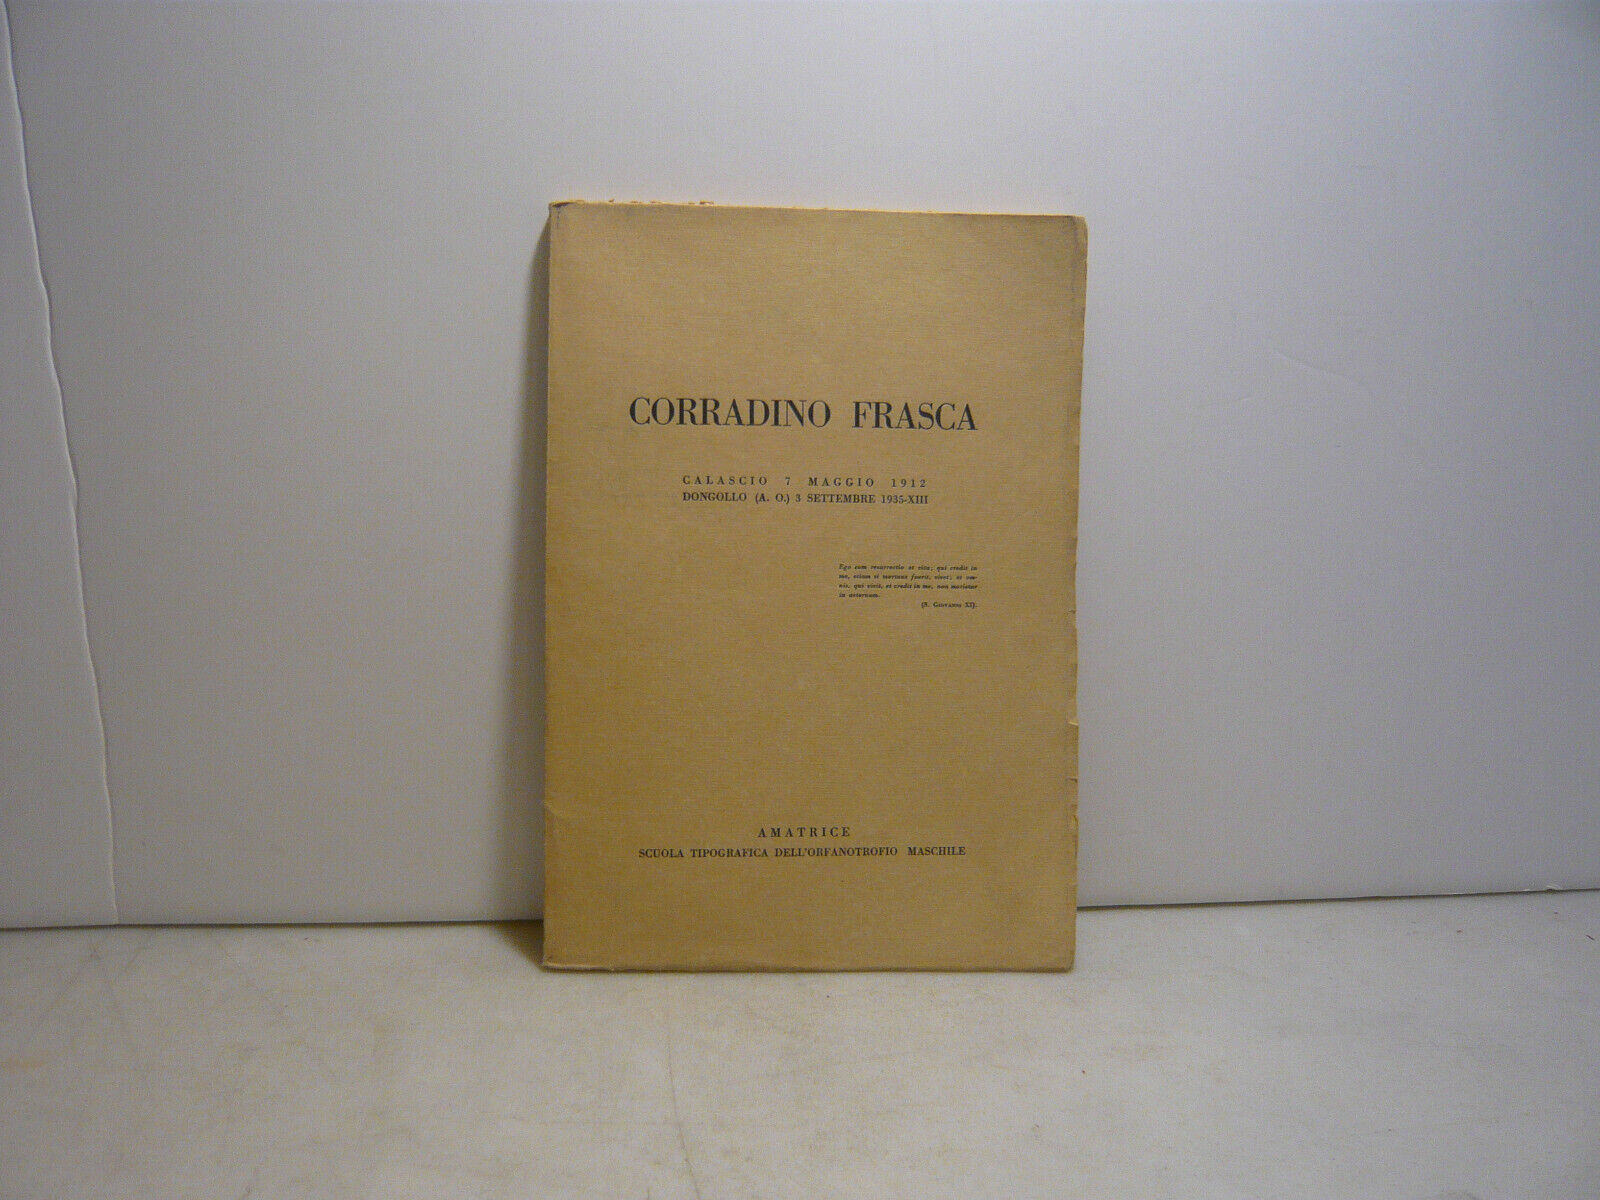 CORRADINO FRASCA
CALASCIO 7 MAGGIO 1912
DONGOLLO (A. O.) 3 SETTEMBRE 1935-XIII
Ego sum resurrectio et vita; qui credit in
me, etiam si mortuus fuerit, vivet; et om-
nis, qui vivit, et credit in me, non morietur
in aeternum.
(S. GIOVANNI XI).
AMATRICE
SCUOLA TIPOGRAFICA DELL'ORFANOTROFIO MASCHILE